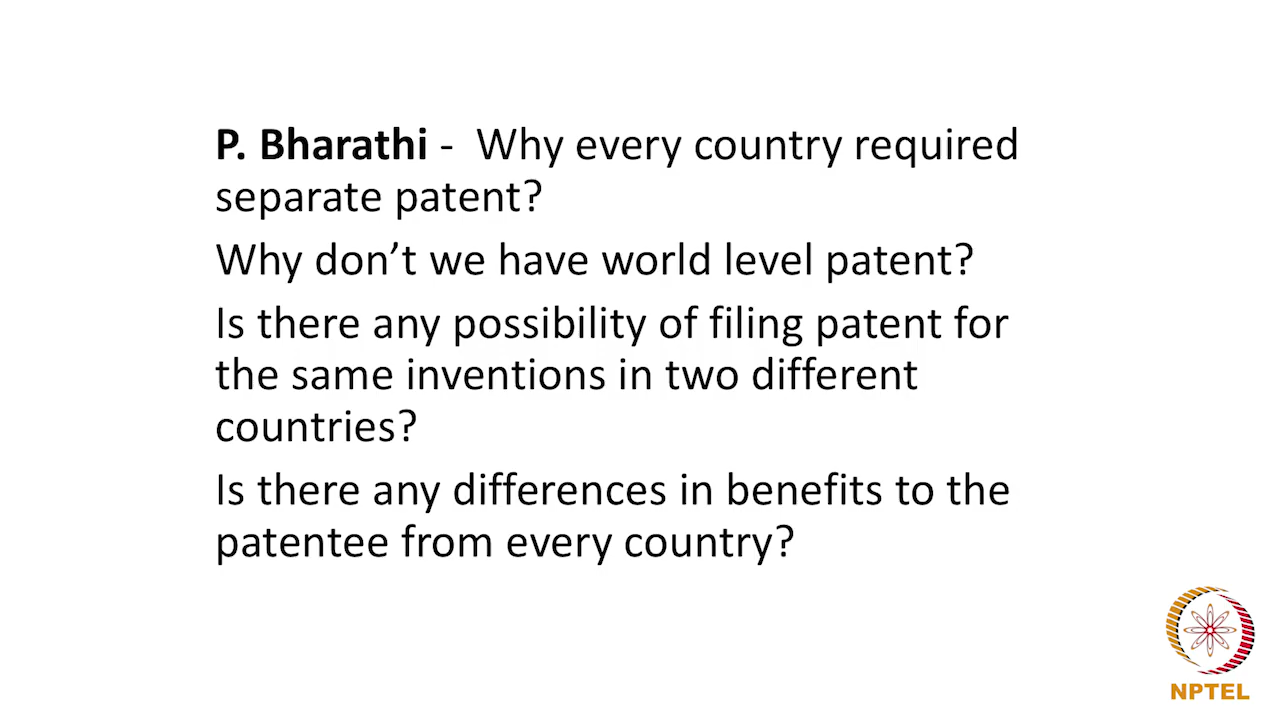 P. Bharathi -  Why every country required
separate patent?
Why don’t we have world level patent?
Is there any possibility of filing patent for
the same inventions in two different
countries?
Is there any differences in benefits to the
patentee from every country?
NPTEL